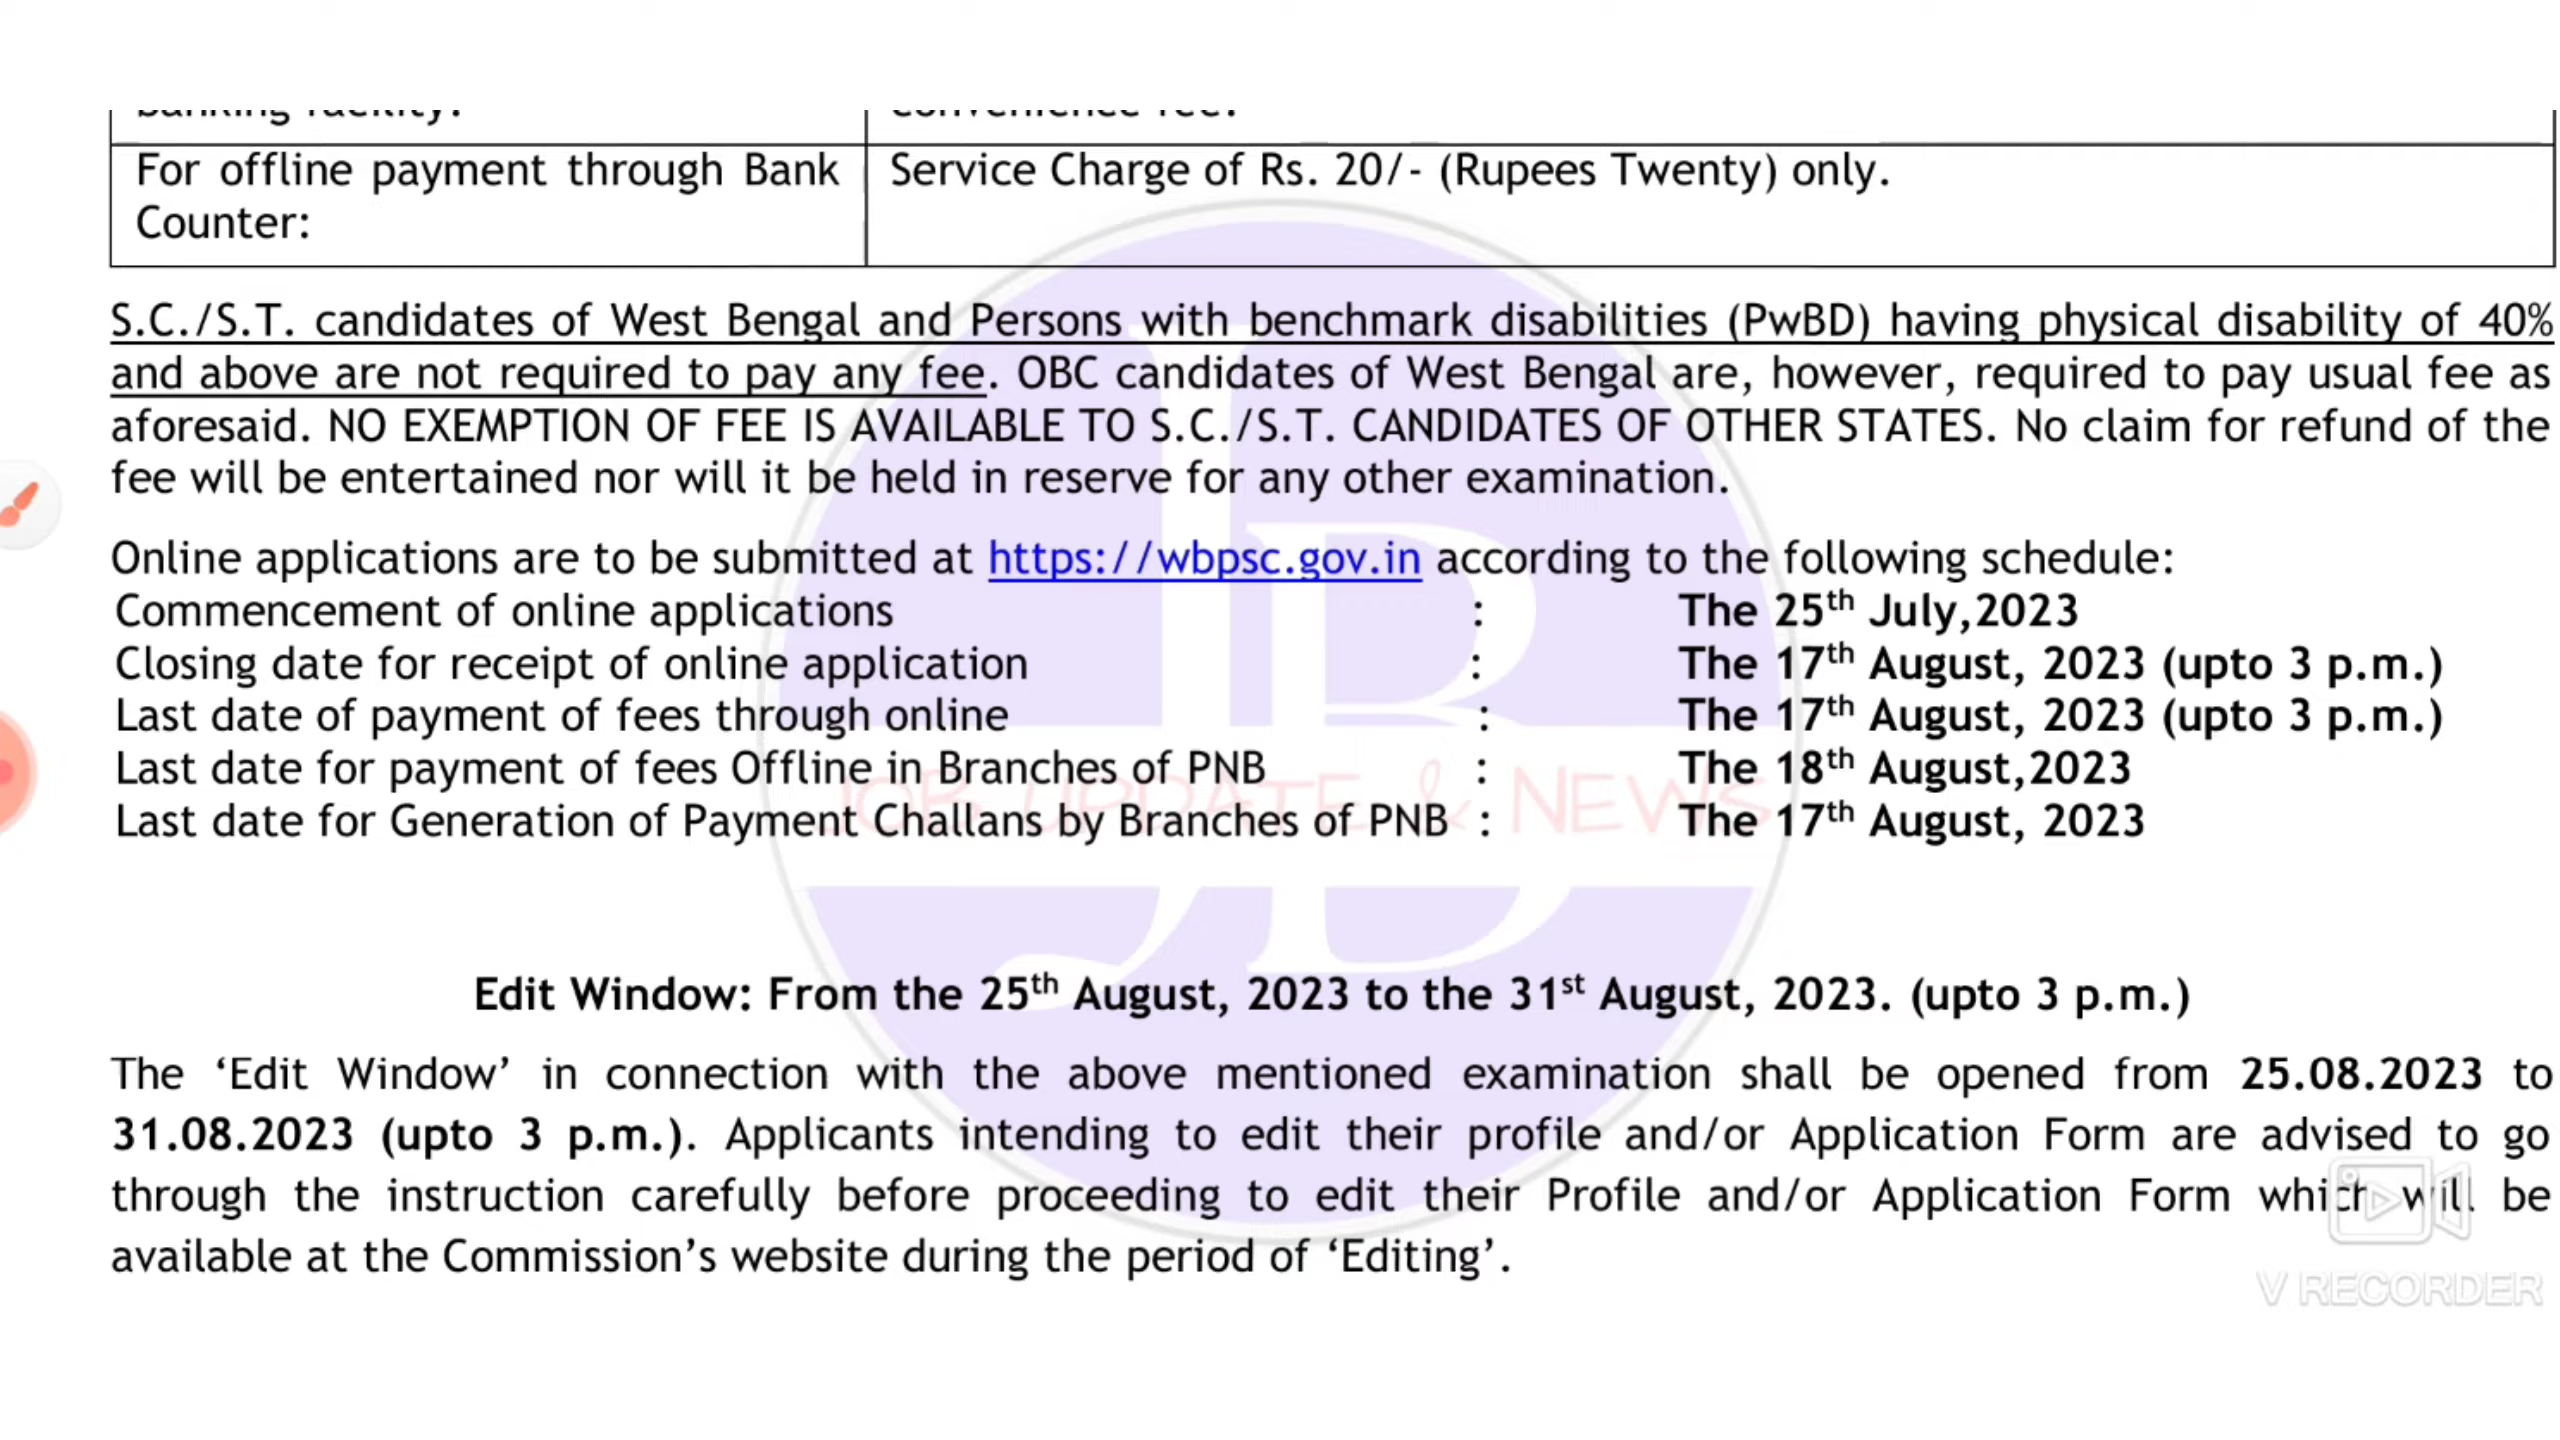 banking facility.
convenience fee.
For offline payment through Bank
Counter:
Service Charge of Rs. 20/- (Rupees Twenty) only.
S.C./S.T. candidates of West Bengal and Persons with benchmark disabilities (PwBD) having physical disability of 40%
and above are not required to pay any fee. OBC candidates of West Bengal are, however, required to pay usual fee as
aforesaid. NO EXEMPTION OF FEE IS AVAILABLE TO S.C./S.T. CANDIDATES OF OTHER STATES. No claim for refund of the
fee will be entertained nor will it be held in reserve for any other examination.
Online applications are to be submitted at https://wbpsc.gov.in according to the following schedule:
Commencement of online applications : The 25th July,2023
Closing date for receipt of online application : The 17th August, 2023 (upto 3 p.m.)
Last date of payment of fees through online : The 17th August, 2023 (upto 3 p.m.)
Last date for payment of fees Offline in Branches of PNB : The 18th August,2023
Last date for Generation of Payment Challans by Branches of PNB : The 17th August, 2023
JOB UPDATE & NEWS
Edit Window: From the 25th August, 2023 to the 31st August, 2023. (upto 3 p.m.)
The ‘Edit Window’ in connection with the above mentioned examination shall be opened from 25.08.2023 to
31.08.2023 (upto 3 p.m.). Applicants intending to edit their profile and/or Application Form are advised to go
through the instruction carefully before proceeding to edit their Profile and/or Application Form which will be
available at the Commission’s website during the period of ‘Editing’.
V RECORDER